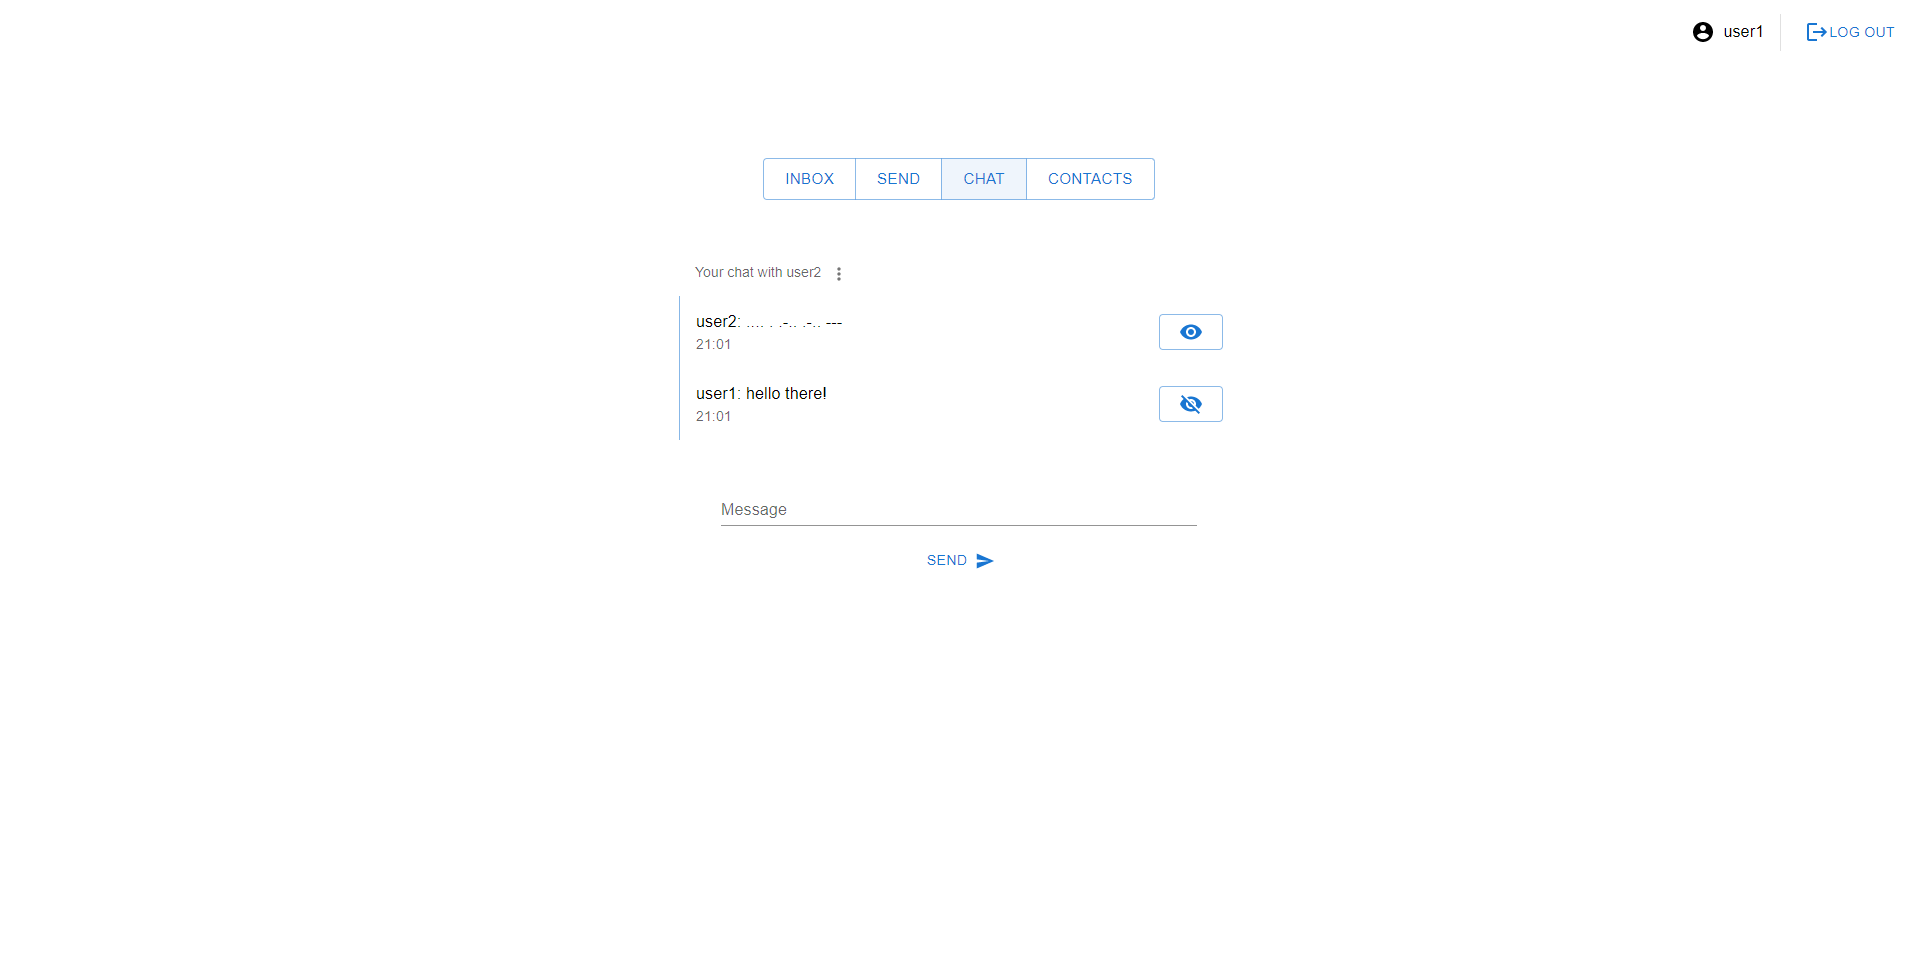 user1
LOG OUT
INBOX SEND CHAT CONTACTS
Your chat with user2
user2: .... . .-.. .-.. ---
21:01
user1: hello there!
21:01
Message
SEND